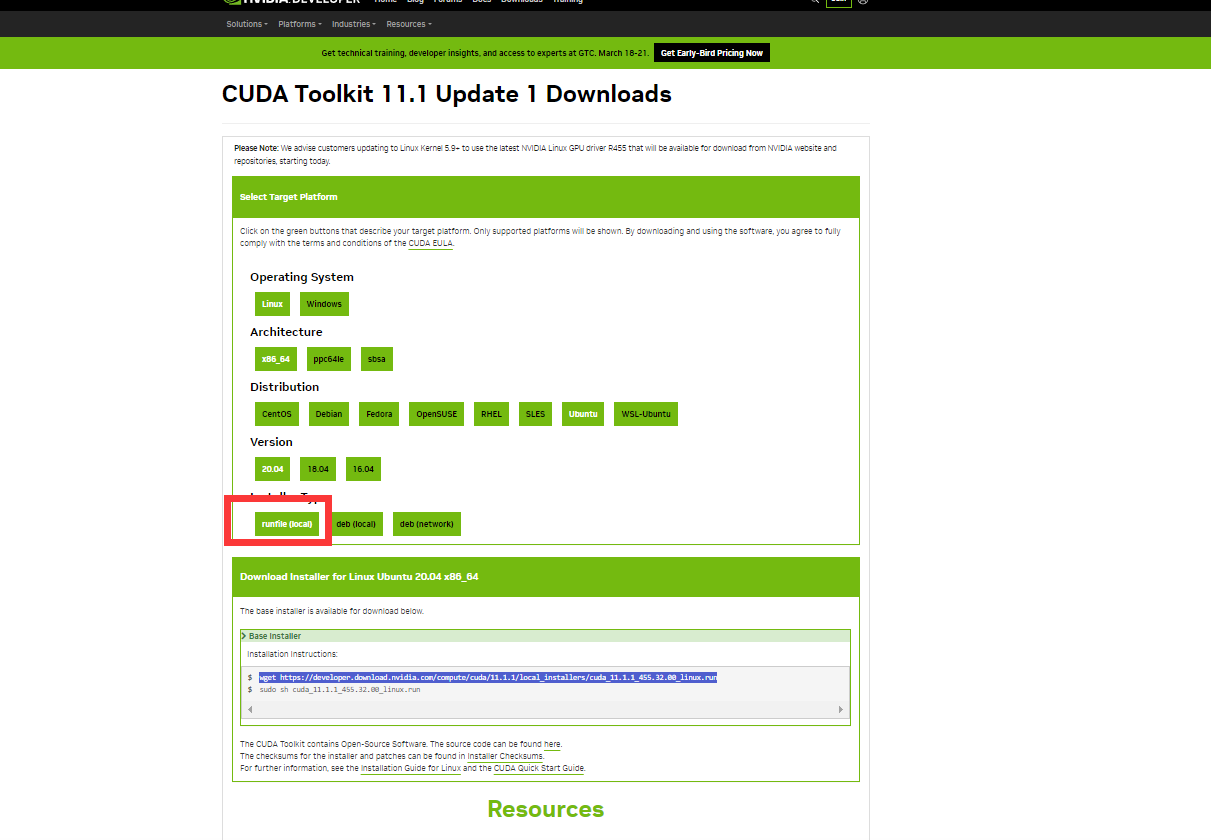 NVIDIA.DEVELOPER Home Blog Forums Docs Downloads Training
Solutions Platforms Industries Resources
Get technical training, developer insights, and access to experts at GTC. March 18-21. Get Early-Bird Pricing Now
CUDA Toolkit 11.1 Update 1 Downloads
Please Note: We advise customers updating to Linux Kernel 5.9+ to use the latest NVIDIA Linux GPU driver R455 that will be available for download from NVIDIA website and
repositories, starting today.
Select Target Platform
Click on the green buttons that describe your target platform. Only supported platforms will be shown. By downloading and using the software, you agree to fully
comply with the terms and conditions of the CUDA EULA.
Operating System
Linux Windows
Architecture
x86_64 ppc64le sbsa
Distribution
CentOS Debian Fedora OpenSUSE RHEL SLES Ubuntu WSL-Ubuntu
Version
20.04 18.04 16.04
Installer Type
runfile (local) deb (local) deb (network)
Download Installer for Linux Ubuntu 20.04 x86_64
The base installer is available for download below.
Base Installer
Installation Instructions:
$ wget https://developer.download.nvidia.com/compute/cuda/11.1.1/local_installers/cuda_11.1.1_455.32.00_linux.run
$ sudo sh cuda_11.1.1_455.32.00_linux.run
The CUDA Toolkit contains Open-Source Software. The source code can be found here.
The checksums for the installer and patches can be found in Installer Checksums.
For further information, see the Installation Guide for Linux and the CUDA Quick Start Guide.
Resources